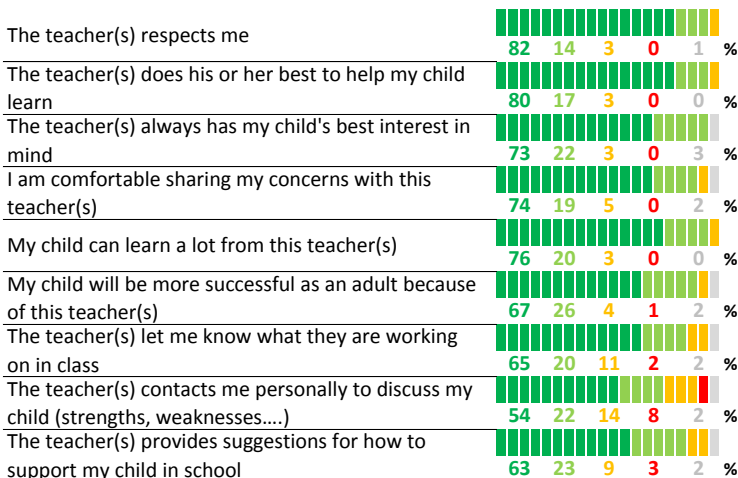 The teacher(s) respects me
82 14 3 0 1 %
The teacher(s) does his or her best to help my child
learn
80 17 3 0 0 %
The teacher(s) always has my child's best interest in
mind
73 22 3 0 3 %
I am comfortable sharing my concerns with this
teacher(s)
74 19 5 0 2 %
My child can learn a lot from this teacher(s)
76 20 3 0 0 %
My child will be more successful as an adult because
of this teacher(s)
67 26 4 1 2 %
The teacher(s) let me know what they are working
on in class
65 20 11 2 2 %
The teacher(s) contacts me personally to discuss my
child (strengths, weaknesses....)
54 22 14 8 2 %
The teacher(s) provides suggestions for how to
support my child in school
63 23 9 3 2 %